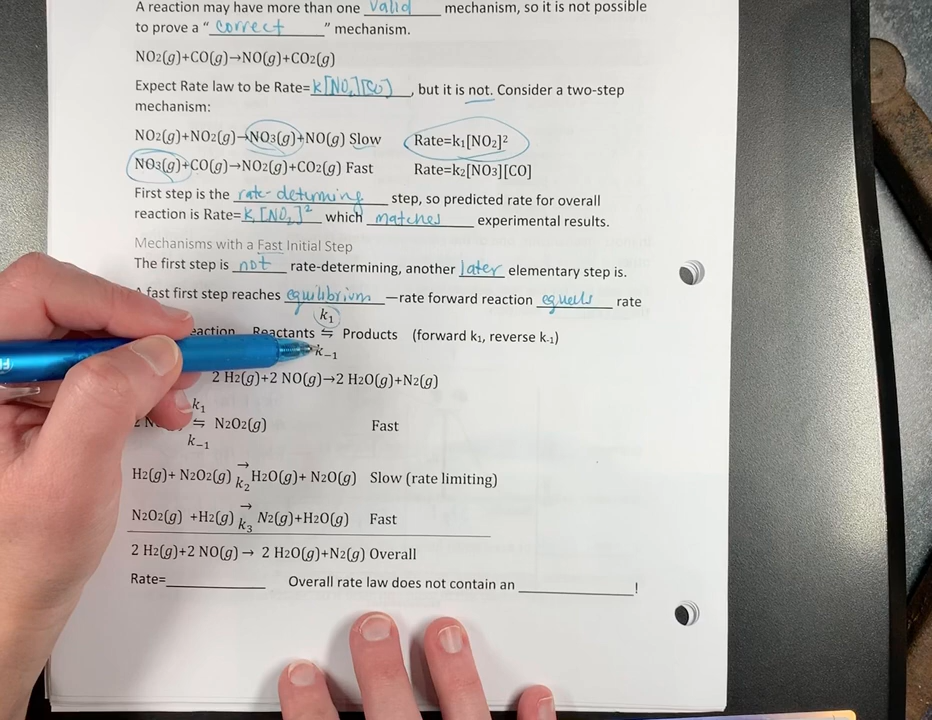 A reaction may have more than one valid mechanism, so it is not possible
to prove a “ correct ” mechanism.
NO2(g)+CO(g)→NO(g)+CO2(g)
Expect Rate law to be Rate= k[NO2][CO] , but it is not. Consider a two-step
mechanism:
NO2(g)+NO2(g)→NO3(g)+NO(g) Slow Rate=k₁[NO2]²
NO3(g)+CO(g)→NO2(g)+CO2(g) Fast Rate=k₂[NO3][CO]
First step is the rate-determining step, so predicted rate for overall
reaction is Rate= k₁[NO2]² which matches experimental results.
Mechanisms with a Fast Initial Step
The first step is not rate-determining, another later elementary step is.
fast first step reaches equilibrium —rate forward reaction equals rate
k₁
eaction Reactants ⇋ Products (forward k₁, reverse k-₁)
k₋₁
2 H2(g)+2 NO(g)→2 H2O(g)+N2(g)
k₁
2 N ⇋ N2O2(g) Fast
k₋₁
H2(g)+ N2O2(g) →k₂ H2O(g)+ N2O(g) Slow (rate limiting)
N2O2(g) +H2(g) →k₃ N2(g)+H2O(g) Fast
2 H2(g)+2 NO(g)→ 2 H2O(g)+N2(g) Overall
Rate=__________ Overall rate law does not contain an ____________!